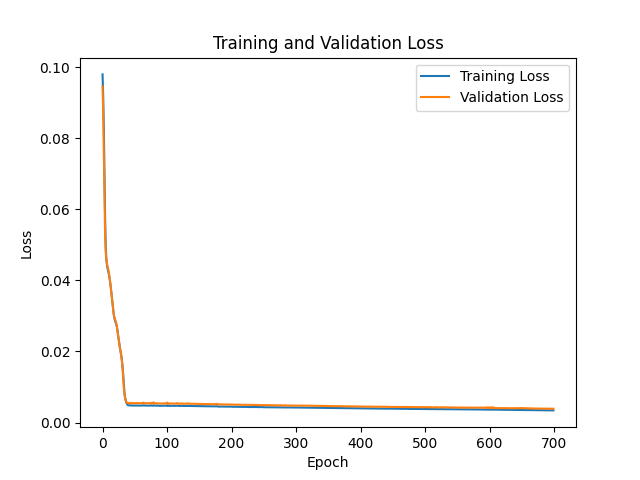 Training and Validation Loss
Training Loss
Validation Loss
0.10
0.08
0.06
0.04
0.02
0.00
Loss
0 100 200 300 400 500 600 700
Epoch